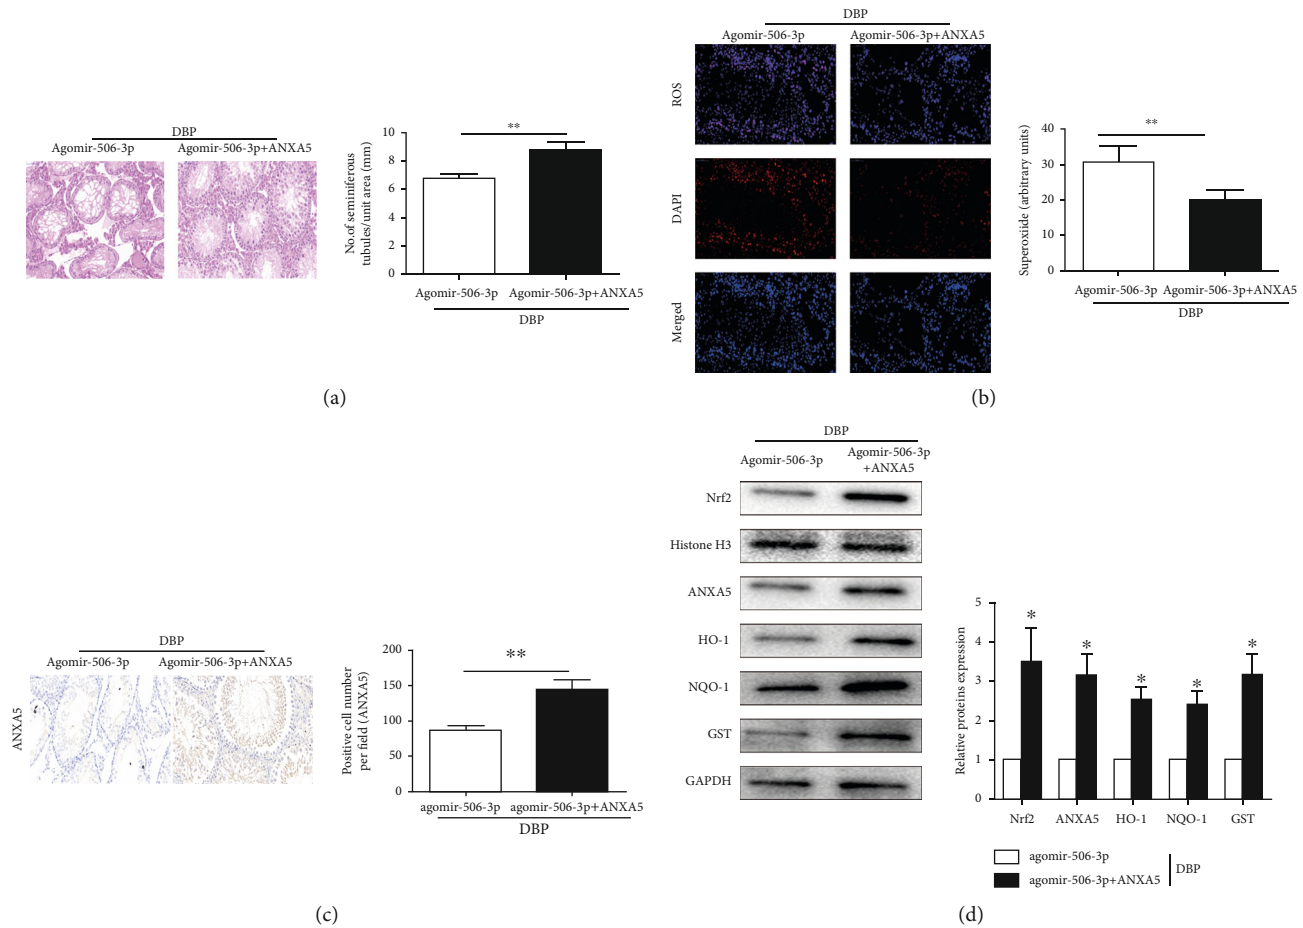 DBP
Agomir-506-3p
Agomir-506-3p+ANXA5
No.of seminiferous
tubules/unit area (mm)
10
8
6
4
2
0
**
Agomir-506-3p
Agomir-506-3p+ANXA5
DBP
(a)
DBP
Agomir-506-3p
Agomir-506-3p+ANXA5
ROS
DAPI
Merged
Superoxiide (arbitrary units)
40
30
20
10
0
**
Agomir-506-3p
Agomir-506-3p+ANXA5
DBP
(b)
DBP
Agomir-506-3p
Agomir-506-3p+ANXA5
ANXA5
Positive cell number
per field (ANXA5)
200
150
100
50
0
**
agomir-506-3p
agomir-506-3p+ANXA5
DBP
(c)
DBP
Agomir-506-3p
Agomir-506-3p
+ANXA5
Nrf2
Histone H3
ANXA5
HO-1
NQO-1
GST
GAPDH
Relative proteins expression
5
4
3
2
1
0
*
*
*
*
*
Nrf2
ANXA5
HO-1
NQO-1
GST
agomir-506-3p
agomir-506-3p+ANXA5
DBP
(d)